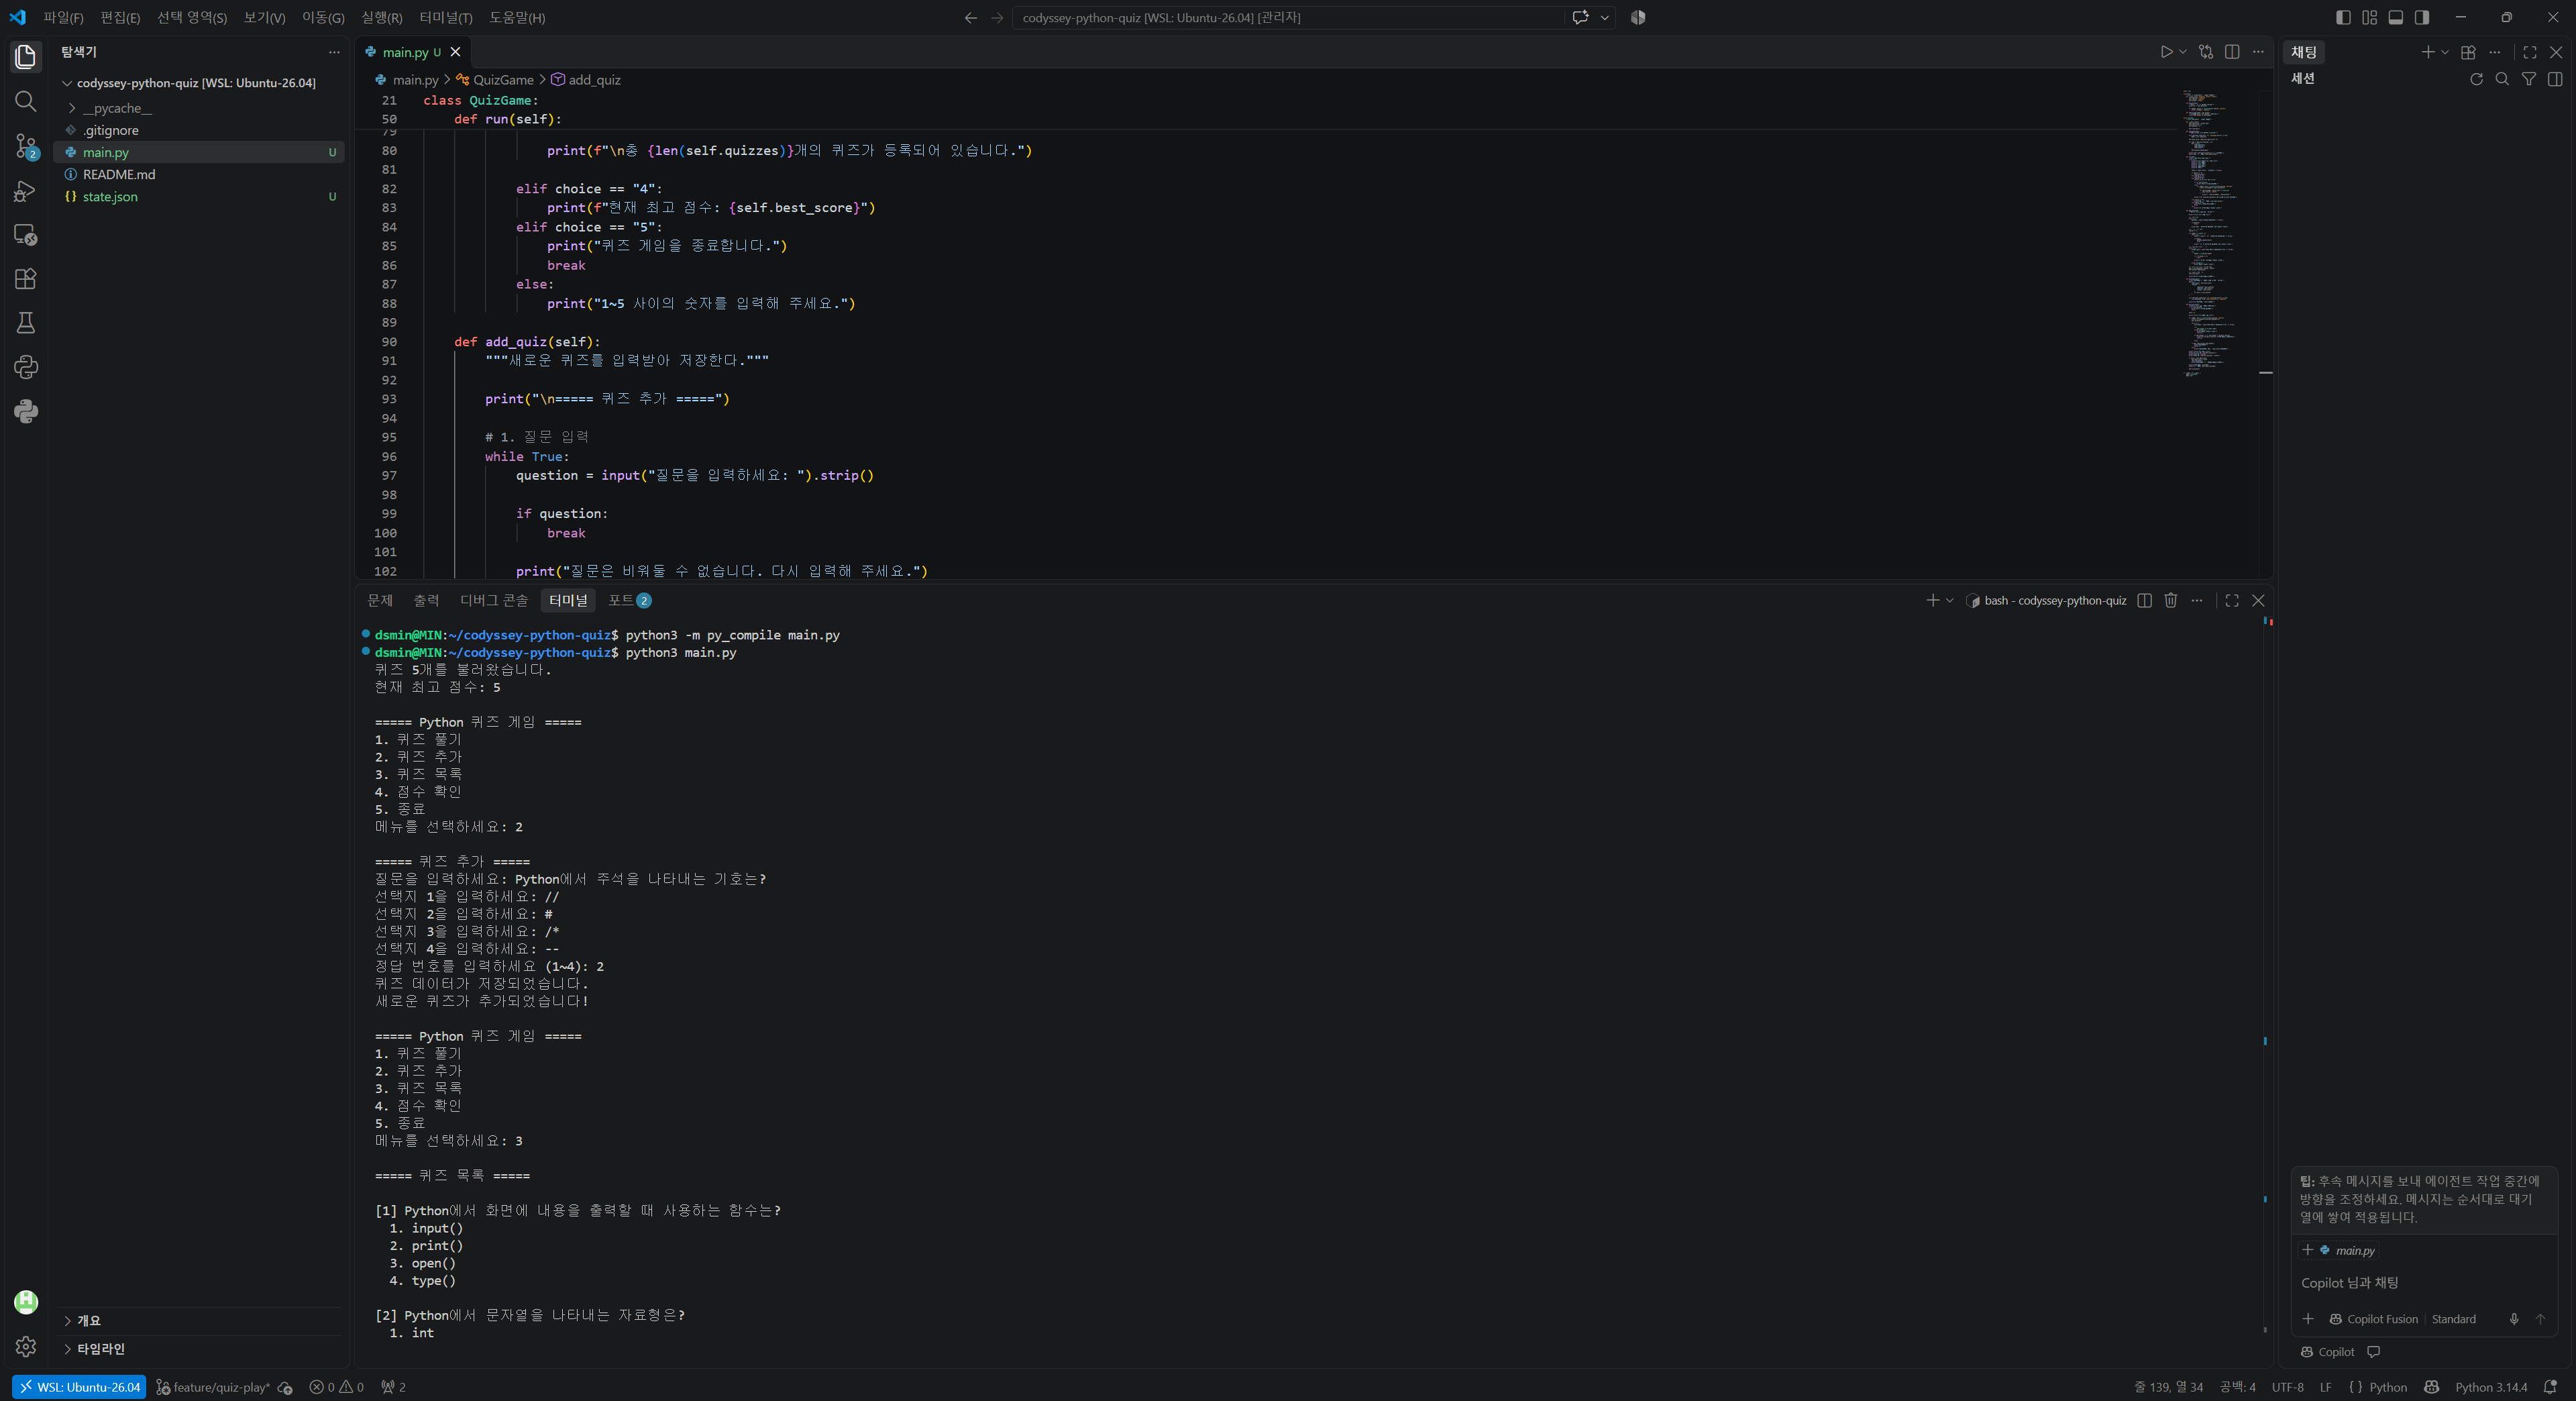 파일(F) 편집(E) 선택 영역(S) 보기(V) 이동(G) 실행(R) 터미널(T) 도움말(H)
codyssey-python-quiz [WSL: Ubuntu-26.04] [관리자]
탐색기
codyssey-python-quiz [WSL: Ubuntu-26.04]
__pycache__
.gitignore
main.py U
README.md
state.json U
2
개요
타임라인
main.py U
main.py > QuizGame > add_quiz
21 class QuizGame:
50 def run(self):
79
80 print(f"\n총 {len(self.quizzes)}개의 퀴즈가 등록되어 있습니다.")
81
82 elif choice == "4":
83 print(f"현재 최고 점수: {self.best_score}")
84 elif choice == "5":
85 print("퀴즈 게임을 종료합니다.")
86 break
87 else:
88 print("1~5 사이의 숫자를 입력해 주세요.")
89
90 def add_quiz(self):
91 """새로운 퀴즈를 입력받아 저장한다."""
92
93 print("\n===== 퀴즈 추가 =====")
94
95 # 1. 질문 입력
96 while True:
97 question = input("질문을 입력하세요: ").strip()
98
99 if question:
100 break
101
102 print("질문은 비워둘 수 없습니다. 다시 입력해 주세요.")
문제 출력 디버그 콘솔 터미널 포트 2
bash - codyssey-python-quiz
dsmin@MIN:~/codyssey-python-quiz$ python3 -m py_compile main.py
dsmin@MIN:~/codyssey-python-quiz$ python3 main.py
퀴즈 5개를 불러왔습니다.
현재 최고 점수: 5
===== Python 퀴즈 게임 =====
1. 퀴즈 풀기
2. 퀴즈 추가
3. 퀴즈 목록
4. 점수 확인
5. 종료
메뉴를 선택하세요: 2
===== 퀴즈 추가 =====
질문을 입력하세요: Python에서 주석을 나타내는 기호는?
선택지 1을 입력하세요: //
선택지 2을 입력하세요: #
선택지 3을 입력하세요: /*
선택지 4을 입력하세요: --
정답 번호를 입력하세요 (1~4): 2
퀴즈 데이터가 저장되었습니다.
새로운 퀴즈가 추가되었습니다!
===== Python 퀴즈 게임 =====
1. 퀴즈 풀기
2. 퀴즈 추가
3. 퀴즈 목록
4. 점수 확인
5. 종료
메뉴를 선택하세요: 3
===== 퀴즈 목록 =====
[1] Python에서 화면에 내용을 출력할 때 사용하는 함수는?
1. input()
2. print()
3. open()
4. type()
[2] Python에서 문자열을 나타내는 자료형은?
1. int
채팅
세션
팁: 후속 메시지를 보내 에이전트 작업 중간에
방향을 조정하세요. 메시지는 순서대로 대기
열에 쌓여 적용됩니다.
main.py
Copilot 님과 채팅
Copilot Fusion Standard
Copilot
WSL: Ubuntu-26.04 feature/quiz-play* 0 0 2
줄 139, 열 34 공백: 4 UTF-8 LF { } Python Python 3.14.4